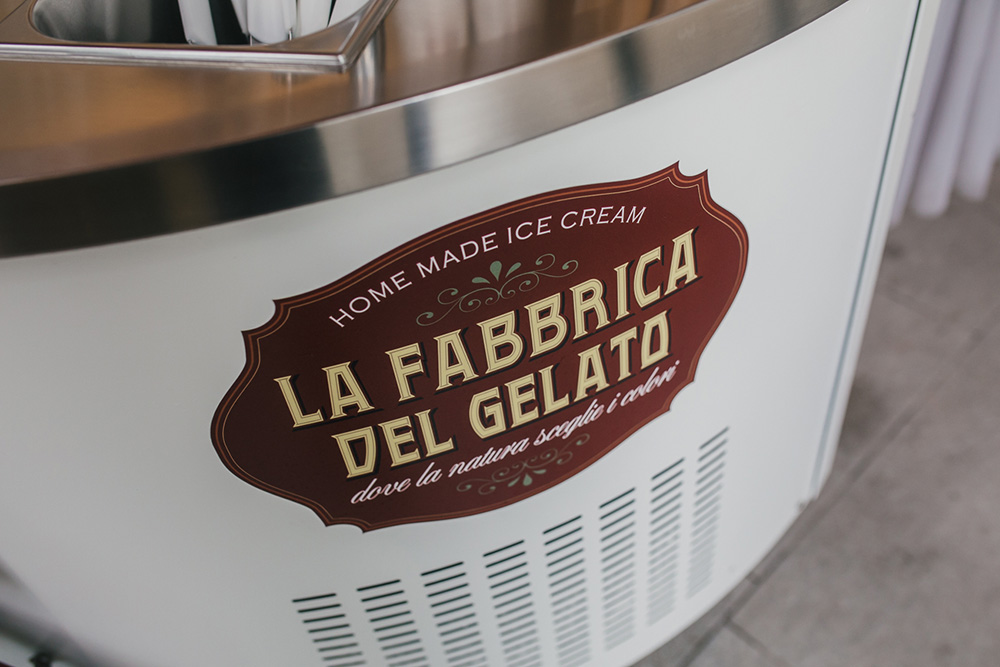 HOME MADE ICE CREAM
LA FABBRICA
DEL GELATO
dove la natura sceglie i colori